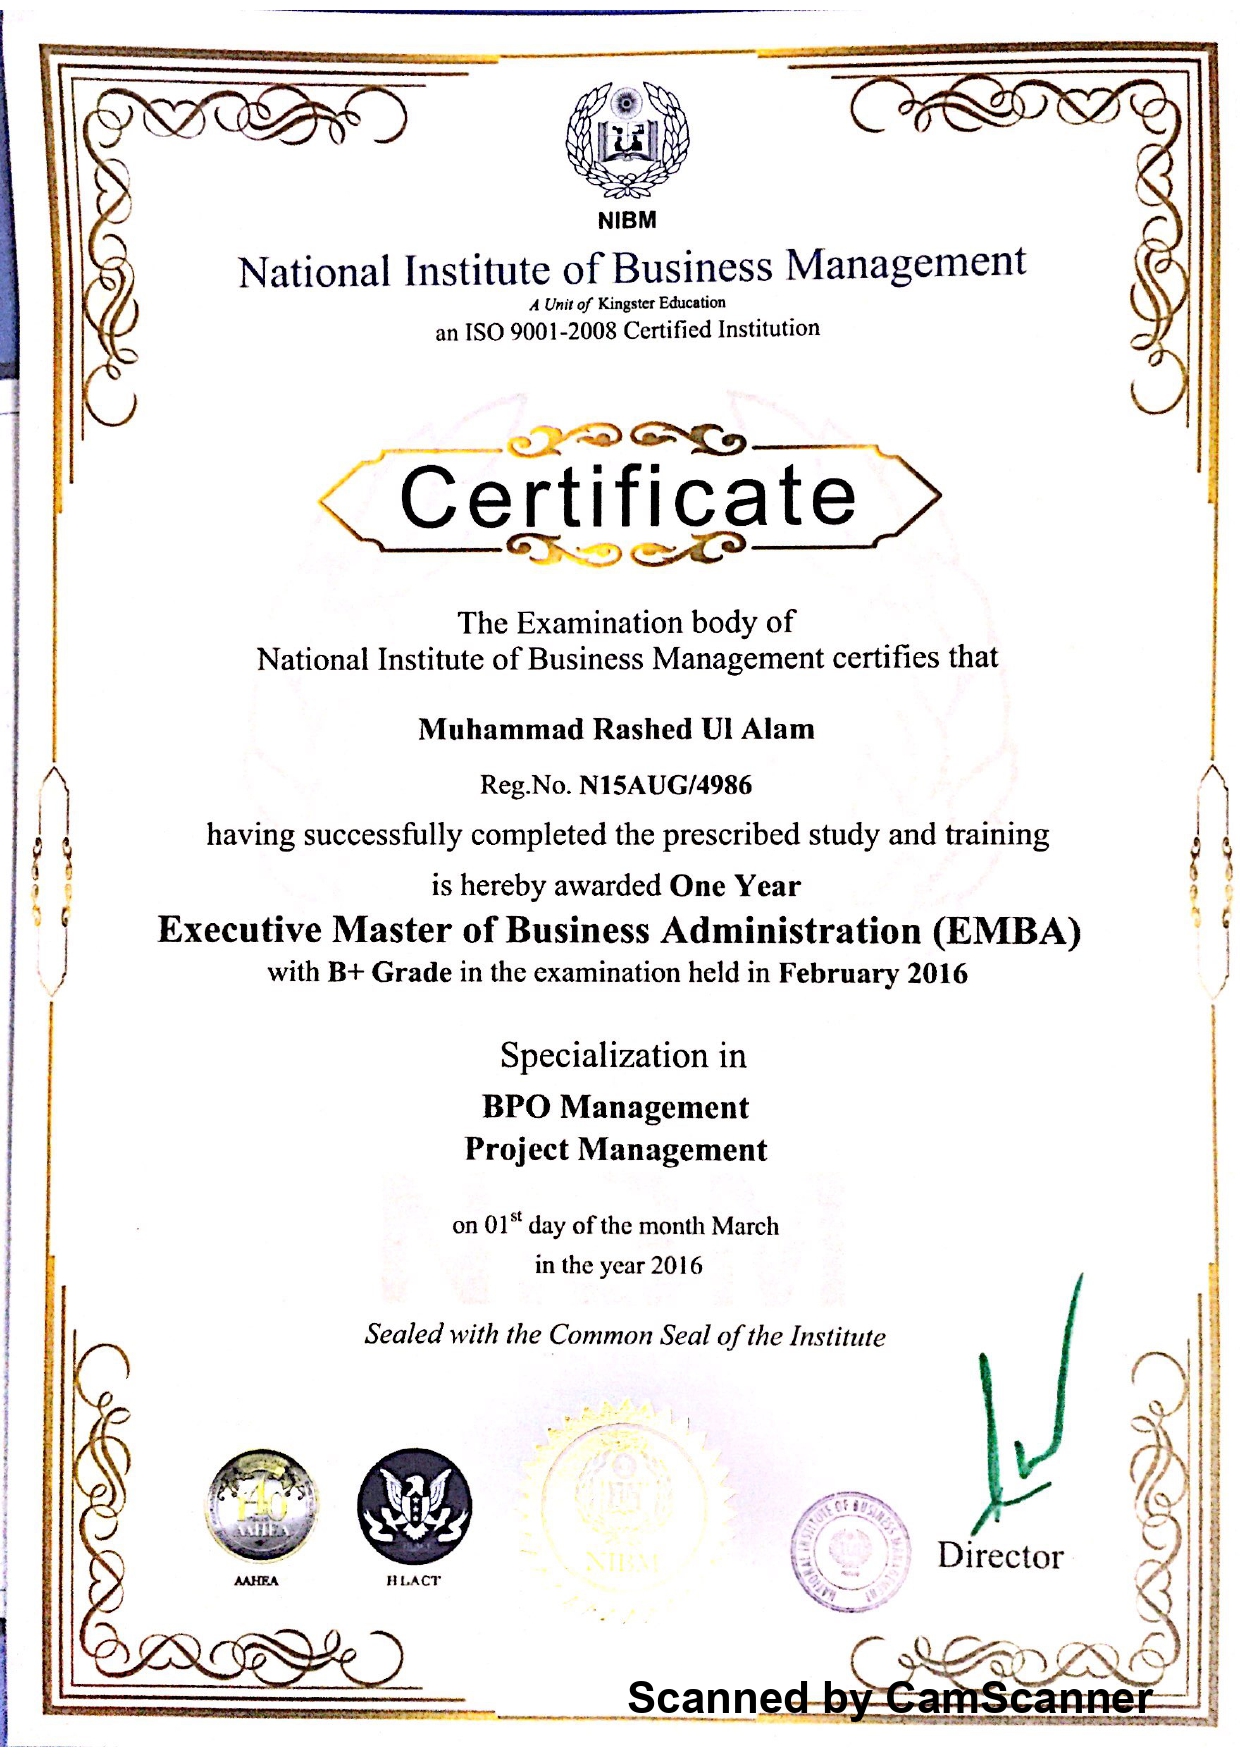 NIBM
National Institute of Business Management
A Unit of Kingster Education
an ISO 9001-2008 Certified Institution
Certificate
The Examination body of
National Institute of Business Management certifies that
Muhammad Rashed Ul Alam
Reg.No. N15AUG/4986
having successfully completed the prescribed study and training
is hereby awarded One Year
Executive Master of Business Administration (EMBA)
with B+ Grade in the examination held in February 2016
Specialization in
BPO Management
Project Management
on 01st day of the month March
in the year 2016
Sealed with the Common Seal of the Institute
AAHEA
AAHEA
HLACT
NIBM
NATIONAL INSTITUTE OF BUSINESS MANAGEMENT
Director
Scanned by CamScanner